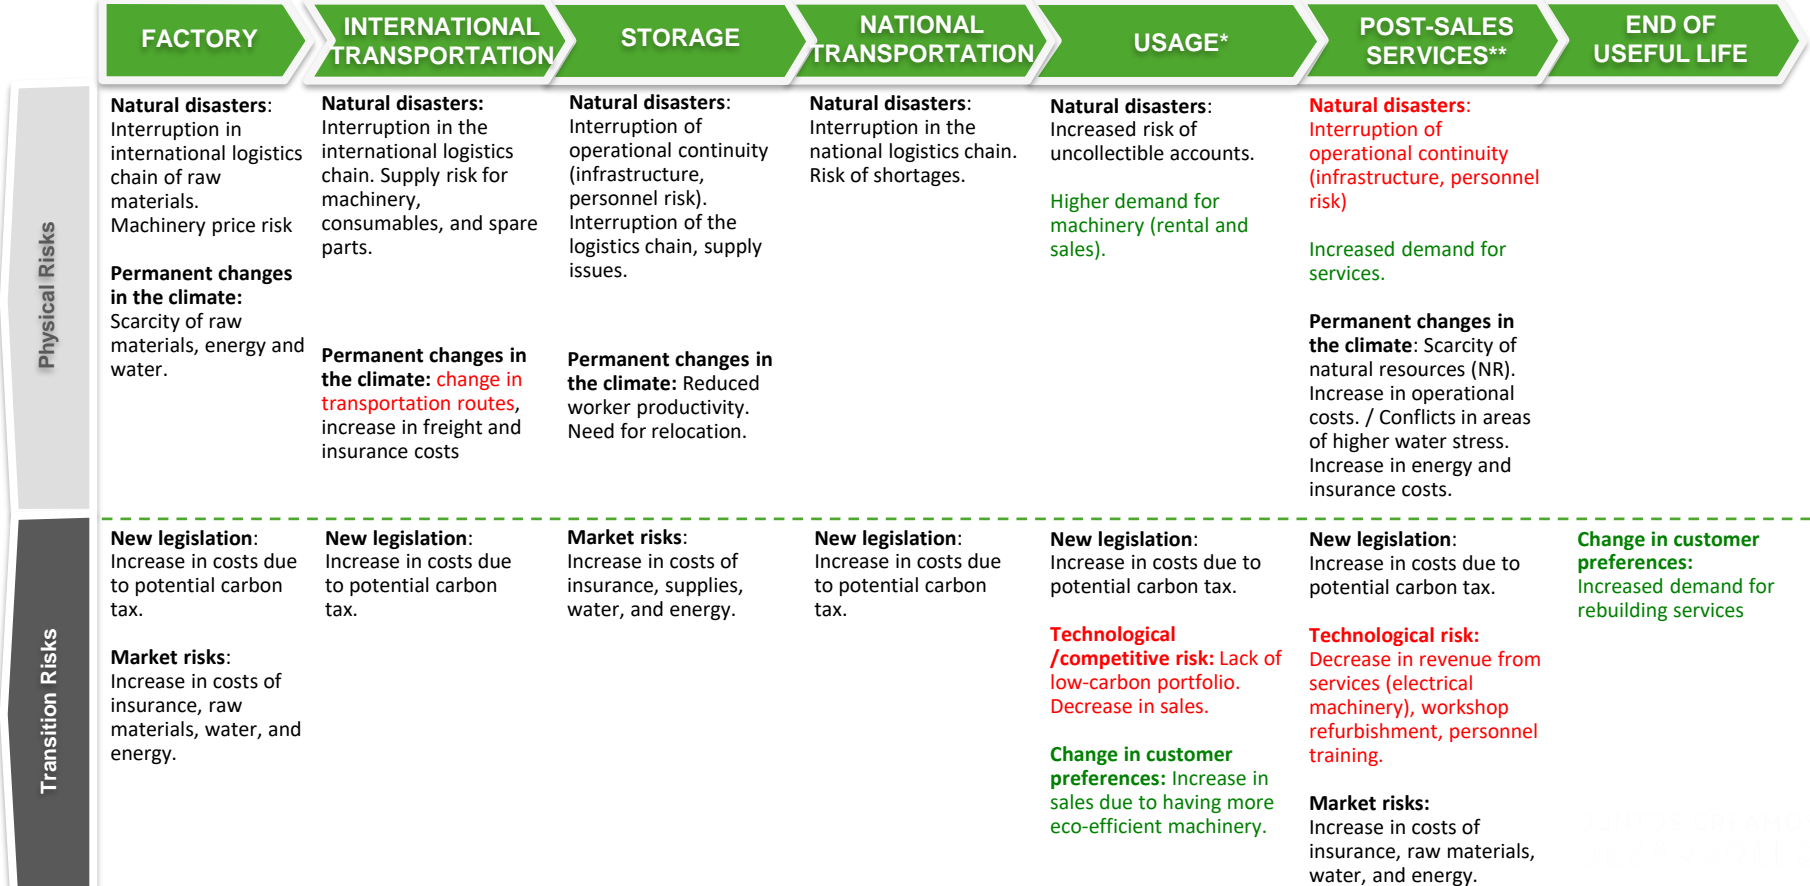 FACTORY
INTERNATIONAL
TRANSPORTATION
STORAGE
NATIONAL
TRANSPORTATION
USAGE*
POST-SALES
SERVICES**
END OF
USEFUL LIFE
Physical Risks
Natural disasters:
Interruption in
international logistics
chain of raw
materials.
Machinery price risk
Permanent changes
in the climate:
Scarcity of raw
materials, energy and
water.
Natural disasters:
Interruption in the
international logistics
chain. Supply risk for
machinery,
consumables, and spare
parts.
Permanent changes in
the climate: change in
transportation routes,
increase in freight and
insurance costs
Natural disasters:
Interruption of
operational continuity
(infrastructure,
personnel risk).
Interruption of the
logistics chain, supply
issues.
Permanent changes in
the climate: Reduced
worker productivity.
Need for relocation.
Natural disasters:
Interruption in the
national logistics chain.
Risk of shortages.
Natural disasters:
Increased risk of
uncollectible accounts.
Higher demand for
machinery (rental and
sales).
Natural disasters:
Interruption of
operational continuity
(infrastructure, personnel
risk)
Increased demand for
services.
Permanent changes in
the climate: Scarcity of
natural resources (NR).
Increase in operational
costs. / Conflicts in areas
of higher water stress.
Increase in energy and
insurance costs.
Transition Risks
New legislation:
Increase in costs due
to potential carbon
tax.
Market risks:
Increase in costs of
insurance, raw
materials, water, and
energy.
New legislation:
Increase in costs due
to potential carbon
tax.
Market risks:
Increase in costs of
insurance, supplies,
water, and energy.
New legislation:
Increase in costs due
to potential carbon
tax.
New legislation:
Increase in costs due to
potential carbon tax.
Technological
/competitive risk: Lack of
low-carbon portfolio.
Decrease in sales.
Change in customer
preferences: Increase in
sales due to having more
eco-efficient machinery.
New legislation:
Increase in costs due to
potential carbon tax.
Technological risk:
Decrease in revenue from
services (electrical
machinery), workshop
refurbishment, personnel
training.
Market risks:
Increase in costs of
insurance, raw materials,
water, and energy.
Change in customer
preferences:
Increased demand for
rebuilding services